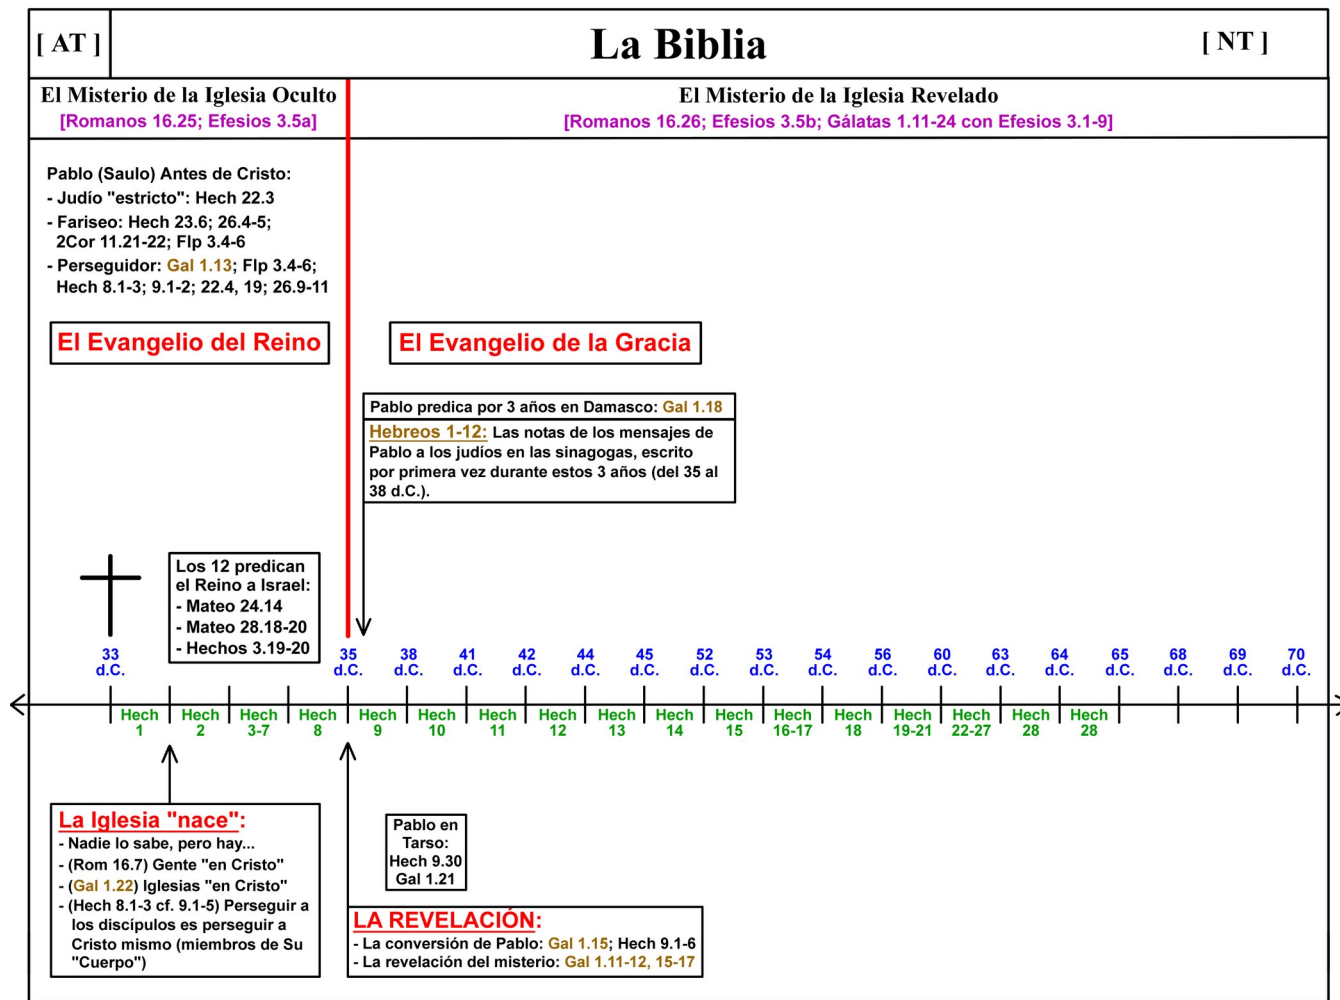 [ AT ]
La Biblia
[ NT ]
El Misterio de la Iglesia Oculto
[Romanos 16.25; Efesios 3.5a]
El Misterio de la Iglesia Revelado
[Romanos 16.26; Efesios 3.5b; Gálatas 1.11-24 con Efesios 3.1-9]
Pablo (Saulo) Antes de Cristo:
- Judío "estricto": Hech 22.3
- Fariseo: Hech 23.6; 26.4-5;
2Cor 11.21-22; Flp 3.4-6
- Perseguidor: Gal 1.13; Flp 3.4-6;
Hech 8.1-3; 9.1-2; 22.4, 19; 26.9-11
El Evangelio del Reino
El Evangelio de la Gracia
Pablo predica por 3 años en Damasco: Gal 1.18
Hebreos 1-12: Las notas de los mensajes de
Pablo a los judíos en las sinagogas, escrito
por primera vez durante estos 3 años (del 35 al
38 d.C.).
Los 12 predican
el Reino a Israel:
- Mateo 24.14
- Mateo 28.18-20
- Hechos 3.19-20
33
d.C.
35
d.C.
38
d.C.
41
d.C.
42
d.C.
44
d.C.
45
d.C.
52
d.C.
53
d.C.
54
d.C.
56
d.C.
60
d.C.
63
d.C.
64
d.C.
65
d.C.
68
d.C.
69
d.C.
70
d.C.
Hech
1
Hech
2
Hech
3-7
Hech
8
Hech
9
Hech
10
Hech
11
Hech
12
Hech
13
Hech
14
Hech
15
Hech
16-17
Hech
18
Hech
19-21
Hech
22-27
Hech
28
Hech
28
La Iglesia "nace":
- Nadie lo sabe, pero hay...
- (Rom 16.7) Gente "en Cristo"
- (Gal 1.22) Iglesias "en Cristo"
- (Hech 8.1-3 cf. 9.1-5) Perseguir a
los discípulos es perseguir a
Cristo mismo (miembros de Su
"Cuerpo")
Pablo en
Tarso:
Hech 9.30
Gal 1.21
LA REVELACIÓN:
- La conversión de Pablo: Gal 1.15; Hech 9.1-6
- La revelación del misterio: Gal 1.11-12, 15-17